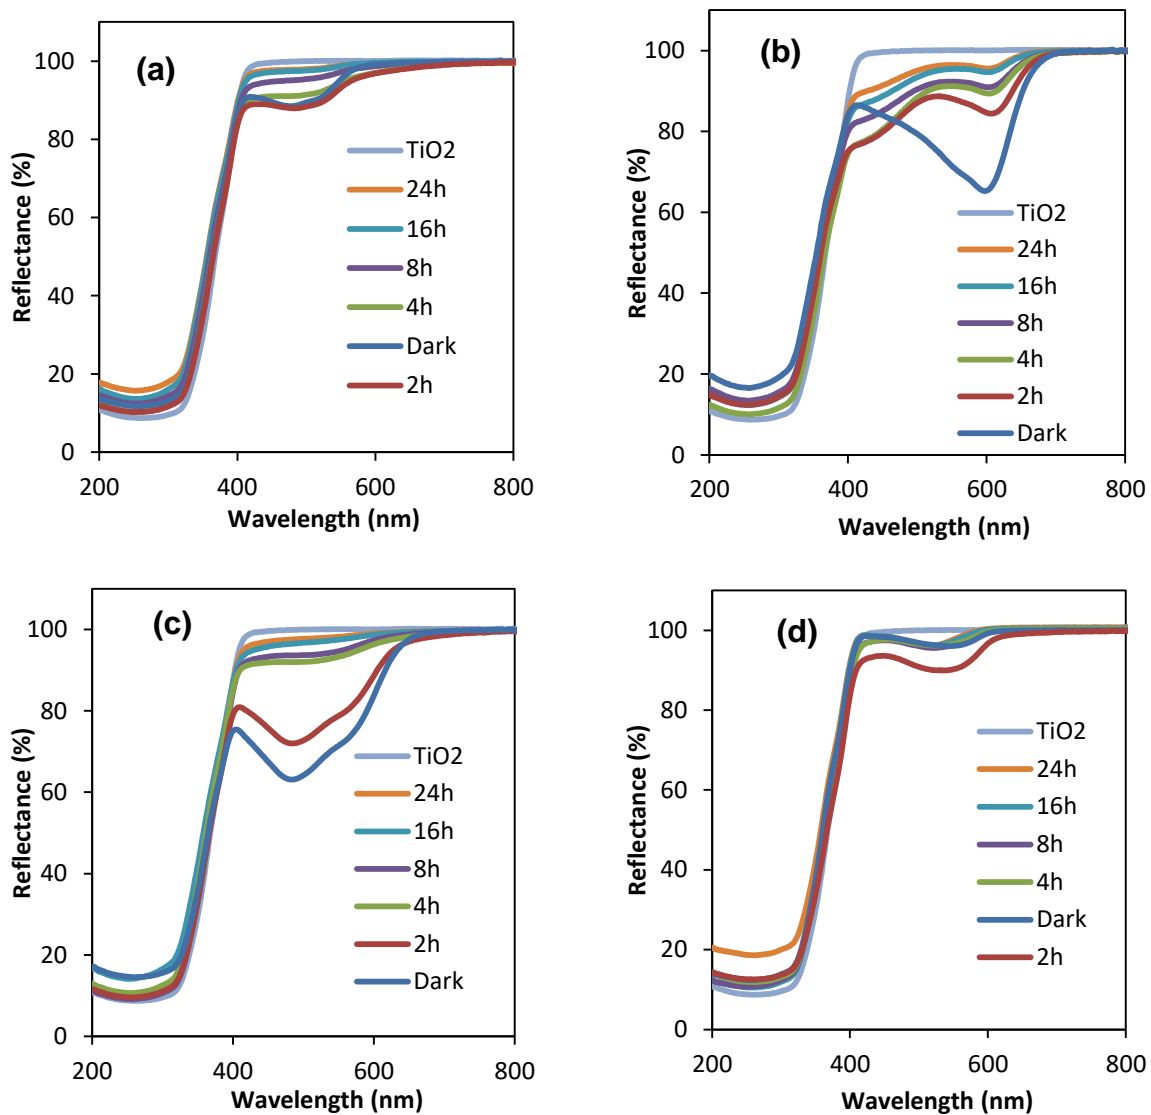 (a)
Reflectance (%)
100
80
60
40
20
0
TiO2
24h
16h
8h
4h
Dark
2h
200 400 600 800
Wavelength (nm)
(b)
Reflectance (%)
100
80
60
40
20
0
TiO2
24h
16h
8h
4h
2h
Dark
200 400 600 800
Wavelength (nm)
(c)
Reflectance (%)
100
80
60
40
20
0
TiO2
24h
16h
8h
4h
2h
Dark
200 400 600 800
Wavelength (nm)
(d)
Reflectance (%)
100
80
60
40
20
0
TiO2
24h
16h
8h
4h
Dark
2h
200 400 600 800
Wavelength (nm)